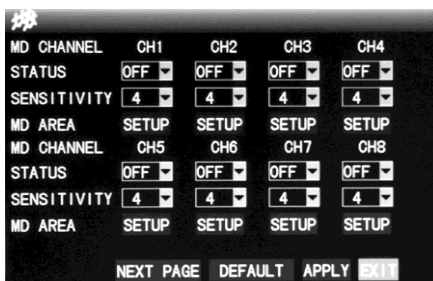 MD CHANNEL CH1 CH2 CH3 CH4
STATUS OFF OFF OFF OFF
SENSITIVITY 4 4 4 4
MD AREA SETUP SETUP SETUP SETUP
MD CHANNEL CH5 CH6 CH7 CH8
STATUS OFF OFF OFF OFF
SENSITIVITY 4 4 4 4
MD AREA SETUP SETUP SETUP SETUP
NEXT PAGE DEFAULT APPLY EXIT